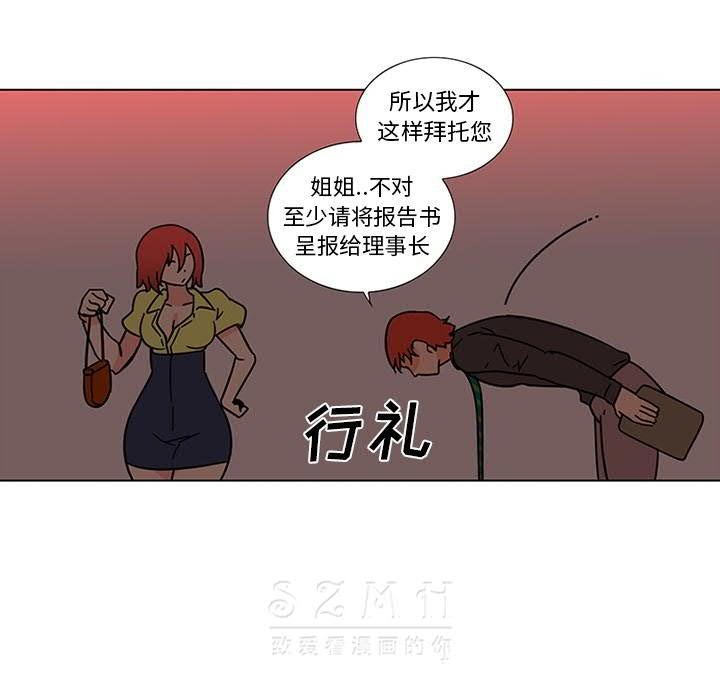 所以我才
这样拜托您
姐姐..不对
至少请将报告书
呈报给理事长
行礼
SZMH
致爱看漫画的你